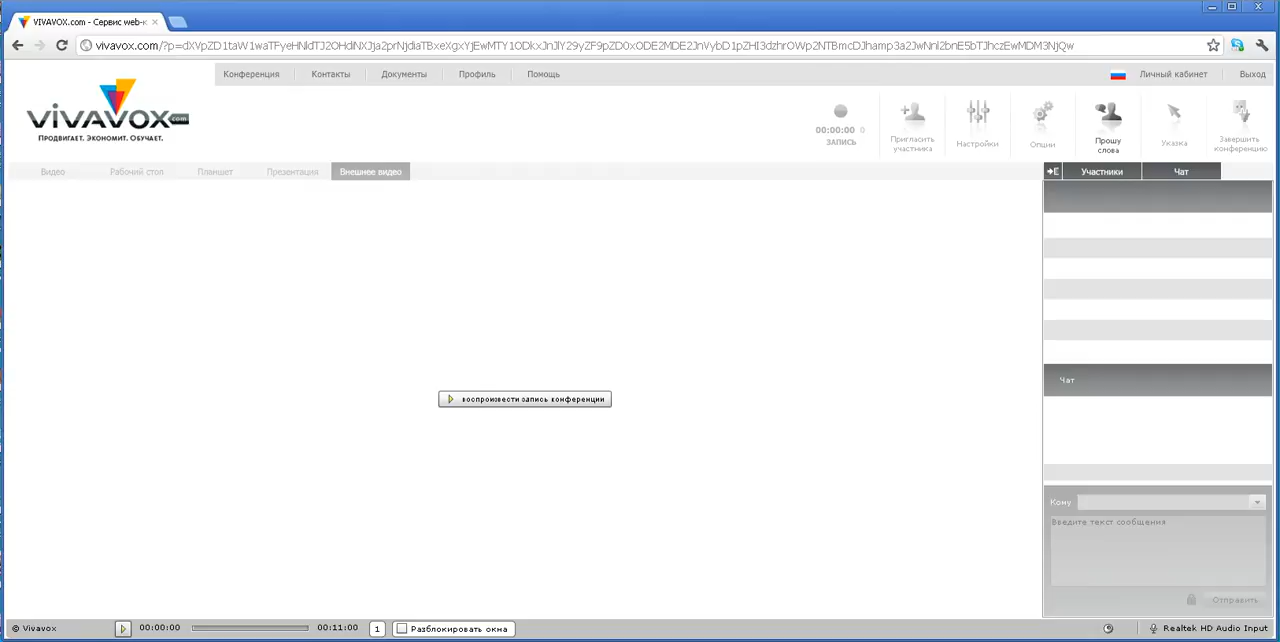 VIVAVOX.com - Сервис web-к
Конференция Контакты Документы Профиль Помощь Личный кабинет Выход
VIVAVOX.com
ПРОДВИГАЕТ. ЭКОНОМИТ. ОБУЧАЕТ.
00:00:00 0
ЗАПИСЬ
Пригласить участника
Настройки
Опции
Прошу слова
Указка
Завершить конференцию
Видео Рабочий стол Планшет Презентация Внешнее видео
Участники Чат
воспроизвести запись конференции
Чат
Кому
Введите текст сообщения
Отправить
© Vivavox 00:00:00 00:11:00 1 Разблокировать окна Realtek HD Audio Input